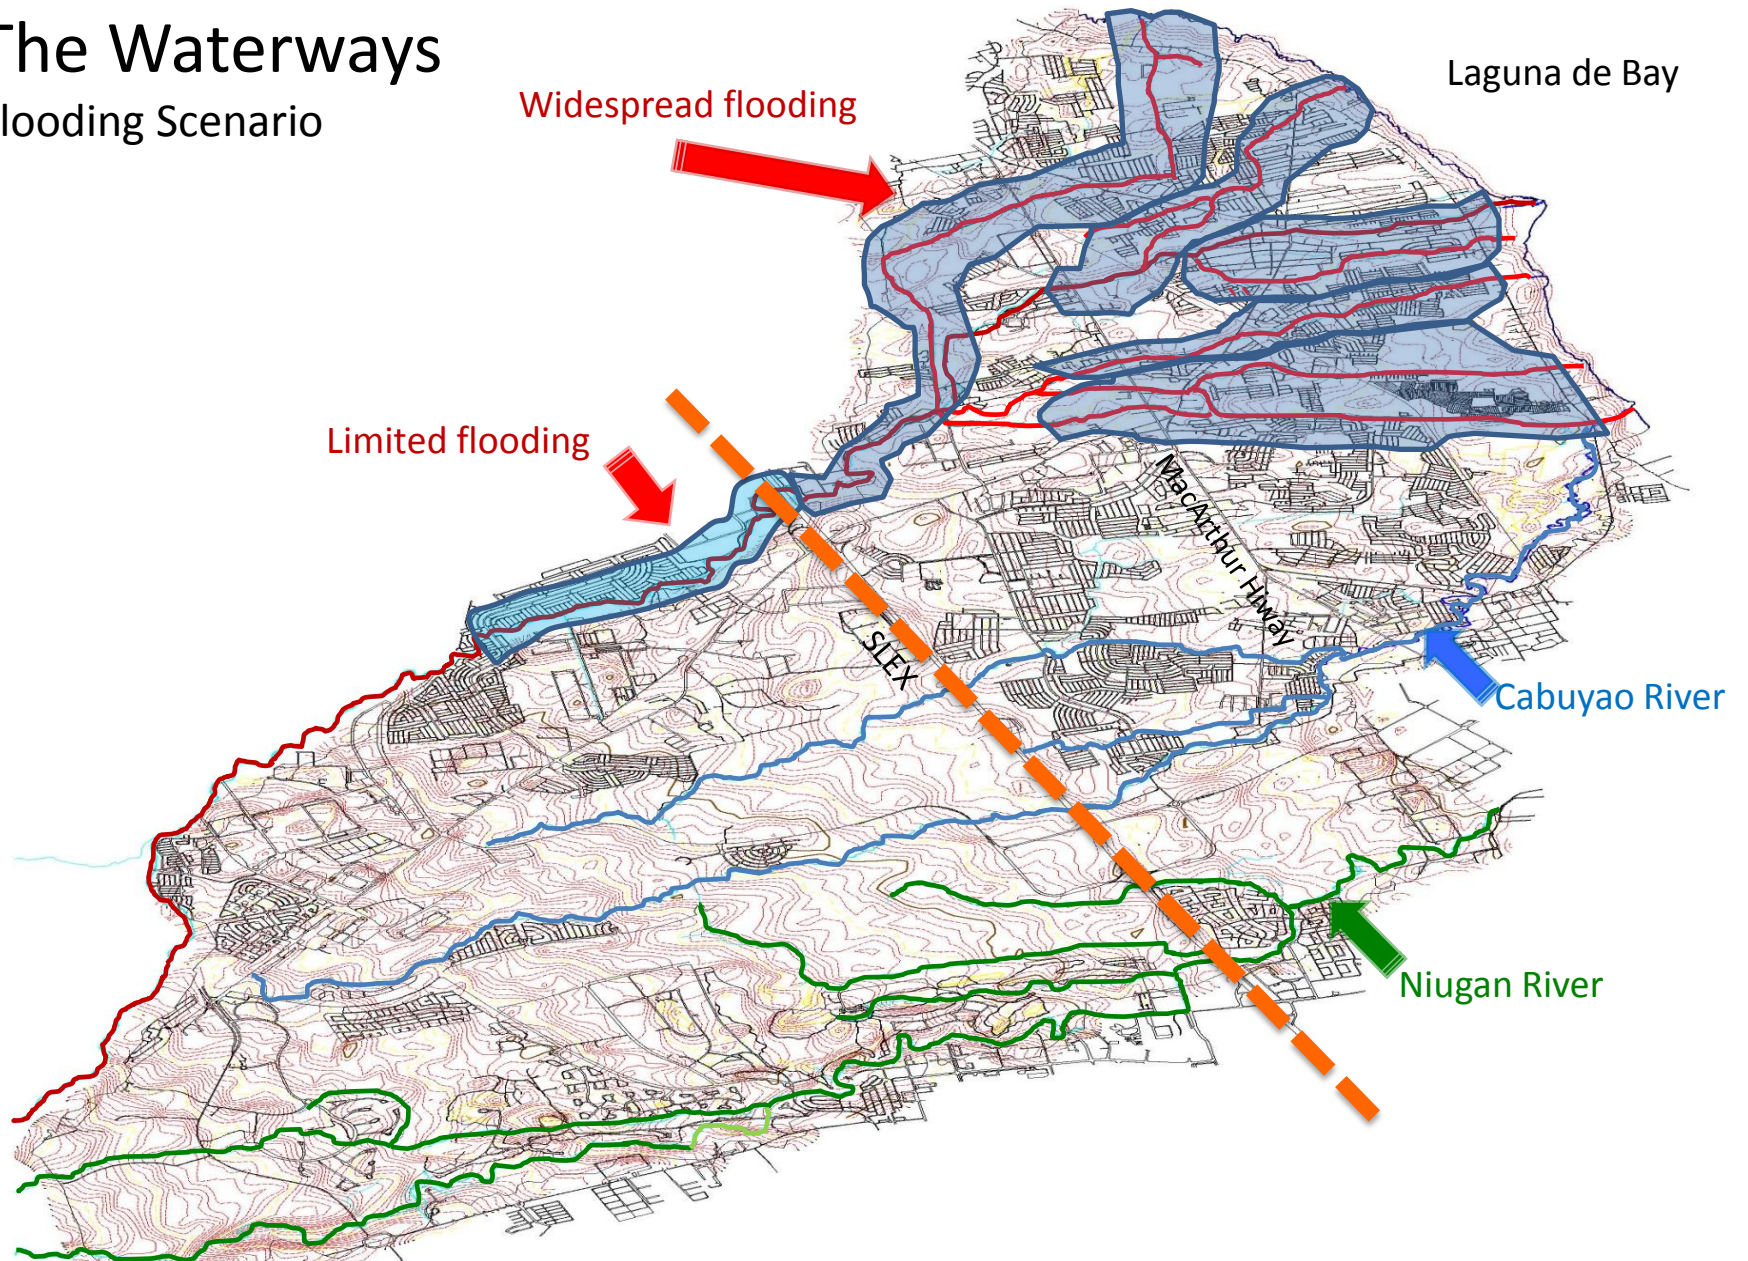 The Waterways
looding Scenario
Widespread flooding
Laguna de Bay
Limited flooding
MacArthur Hiway
SLEX
Cabuyao River
Niugan River